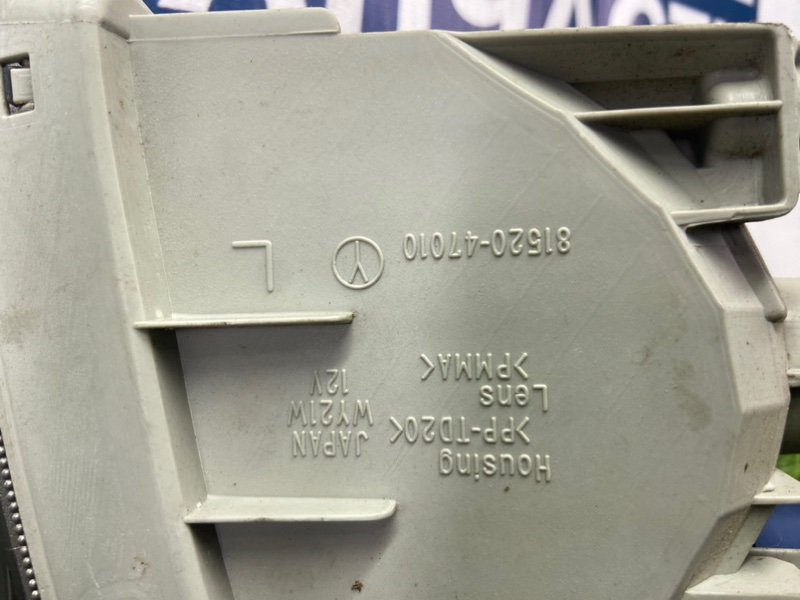 Housing
>PP-TD20<
Lens
>PMMA<
JAPAN
WY21W
12V
81520-47010
L